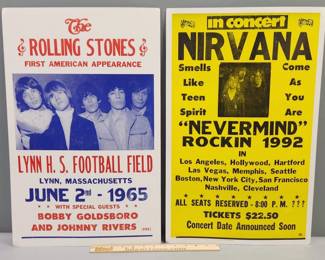 The
ROLLING STONES
FIRST AMERICAN APPEARANCE
LYNN H. S. FOOTBALL FIELD
LYNN, MASSACHUSETTS
JUNE 2nd - 1965
• WITH SPECIAL GUESTS •
BOBBY GOLDSBORO
AND JOHNNY RIVERS
in concert
NIRVANA
Smells Come
Like As
Teen You
Spirit Are
"NEVERMIND"
ROCKIN 1992
IN
Los Angeles, Hollywood, Hartford
Las Vegas, Memphis, Seattle
Boston, New York City, San Francisco
Nashville, Cleveland
ALL SEATS RESERVED - 8:00 P. M. ???
TICKETS $22.50
Concert Date Announced Soon